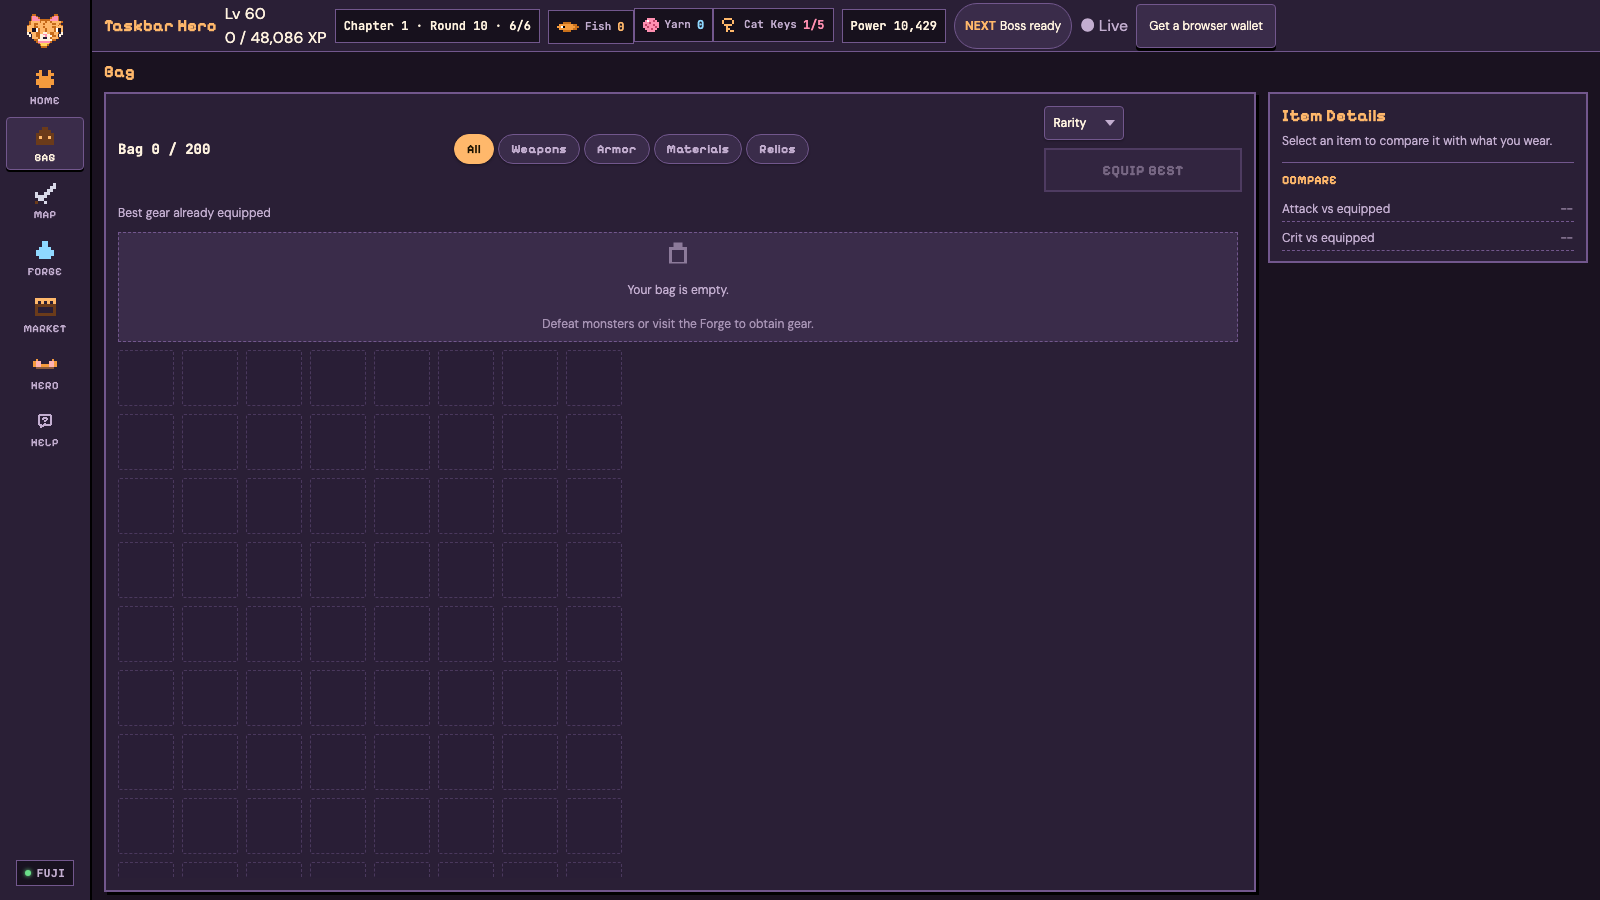 Taskbar Hero
Lv 60
0 / 48,086 XP
Chapter 1 · Round 10 · 6/6
Fish 0
Yarn 0
Cat Keys 1/5
Power 10,429
NEXT Boss ready
Live
Get a browser wallet
HOME
BAG
MAP
FORGE
MARKET
HERO
HELP
FUJI
Bag
Bag 0 / 200
All
Weapons
Armor
Materials
Relics
Rarity
EQUIP BEST
Best gear already equipped
Your bag is empty.
Defeat monsters or visit the Forge to obtain gear.
Item Details
Select an item to compare it with what you wear.
COMPARE
Attack vs equipped --
Crit vs equipped --